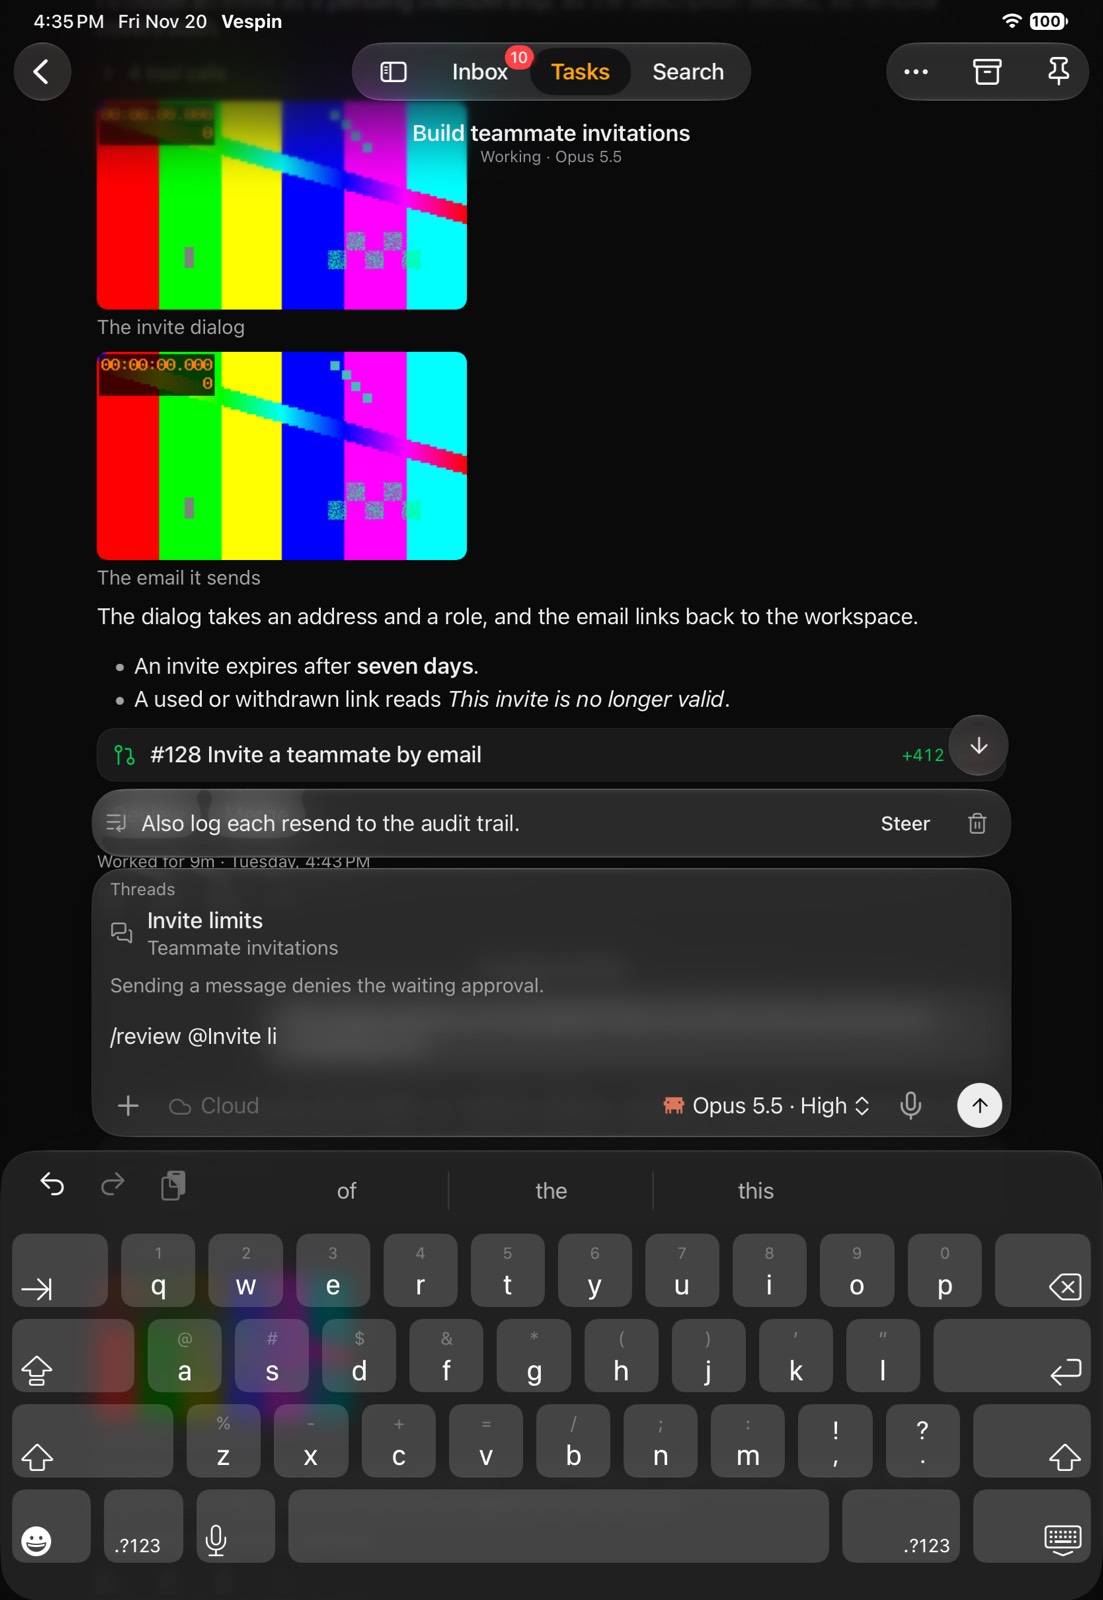 4:35 PM Fri Nov 20 Vespin
100
Inbox 10 Tasks Search
Build teammate invitations
Working · Opus 5.5
00:00:00.000
0
The invite dialog
00:00:00.000
0
The email it sends
The dialog takes an address and a role, and the email links back to the workspace.
• An invite expires after seven days.
• A used or withdrawn link reads This invite is no longer valid.
#128 Invite a teammate by email +412
Also log each resend to the audit trail. Steer
Worked for 9m · Tuesday, 4:43 PM
Threads
Invite limits
Teammate invitations
Sending a message denies the waiting approval.
/review @Invite li
Cloud Opus 5.5 · High
of the this
1 2 3 4 5 6 7 8 9 0
q w e r t y u i o p
@ # $ & * ( ) ' "
a s d f g h j k l
% - + = / ; : ! ?
z x c v b n m , .
.?123 .?123